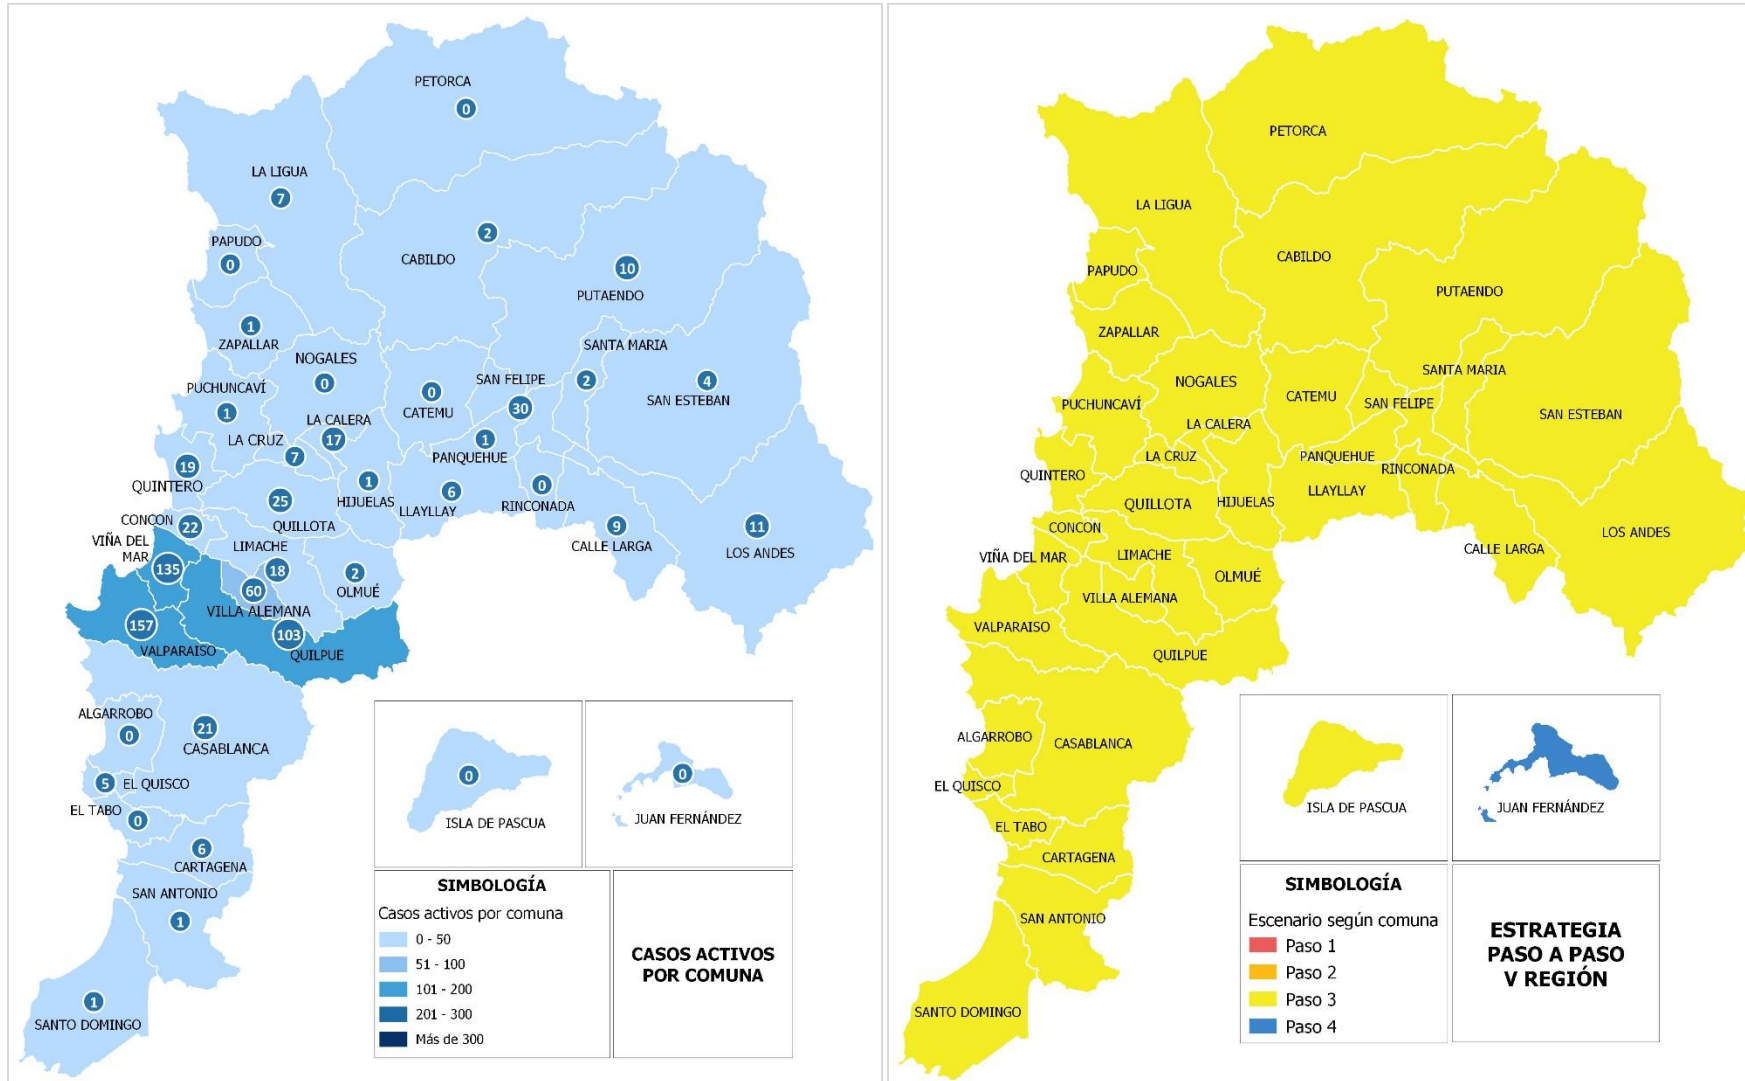 PETORCA
0
LA LIGUA
7
PAPUDO
0
CABILDO
2
10
PUTAENDO
1
ZAPALLAR
NOGALES
0
SANTA MARIA
2
PUCHUNCAVÍ
1
0
CATEMU
SAN FELIPE
30
4
SAN ESTEBAN
LA CALERA
17
LA CRUZ
7
1
PANQUEHUE
19
QUINTERO
1
HIJUELAS
6
LLAYLLAY
0
RINCONADA
25
QUILLOTA
CONCON
22
9
CALLE LARGA
11
LOS ANDES
VIÑA DEL
MAR
135
LIMACHE
18
2
OLMUÉ
60
VILLA ALEMANA
157
VALPARAISO
103
QUILPUE
ALGARROBO
0
21
CASABLANCA
5
EL QUISCO
EL TABO
0
6
CARTAGENA
SAN ANTONIO
1
1
SANTO DOMINGO
0
ISLA DE PASCUA
0
JUAN FERNÁNDEZ
SIMBOLOGÍA
Casos activos por comuna
0 - 50
51 - 100
101 - 200
201 - 300
Más de 300
CASOS ACTIVOS
POR COMUNA
PETORCA
LA LIGUA
CABILDO
PAPUDO
PUTAENDO
ZAPALLAR
SANTA MARIA
NOGALES
CATEMU
PUCHUNCAVÍ
SAN FELIPE
SAN ESTEBAN
LA CALERA
LA CRUZ
PANQUEHUE
RINCONADA
QUINTERO
LLAYLLAY
QUILLOTA
HIJUELAS
CONCON
LOS ANDES
CALLE LARGA
VIÑA DEL MAR
LIMACHE
OLMUÉ
VILLA ALEMANA
VALPARAISO
QUILPUE
ALGARROBO
CASABLANCA
EL QUISCO
EL TABO
CARTAGENA
SAN ANTONIO
SANTO DOMINGO
ISLA DE PASCUA
JUAN FERNÁNDEZ
SIMBOLOGÍA
Escenario según comuna
Paso 1
Paso 2
Paso 3
Paso 4
ESTRATEGIA
PASO A PASO
V REGIÓN